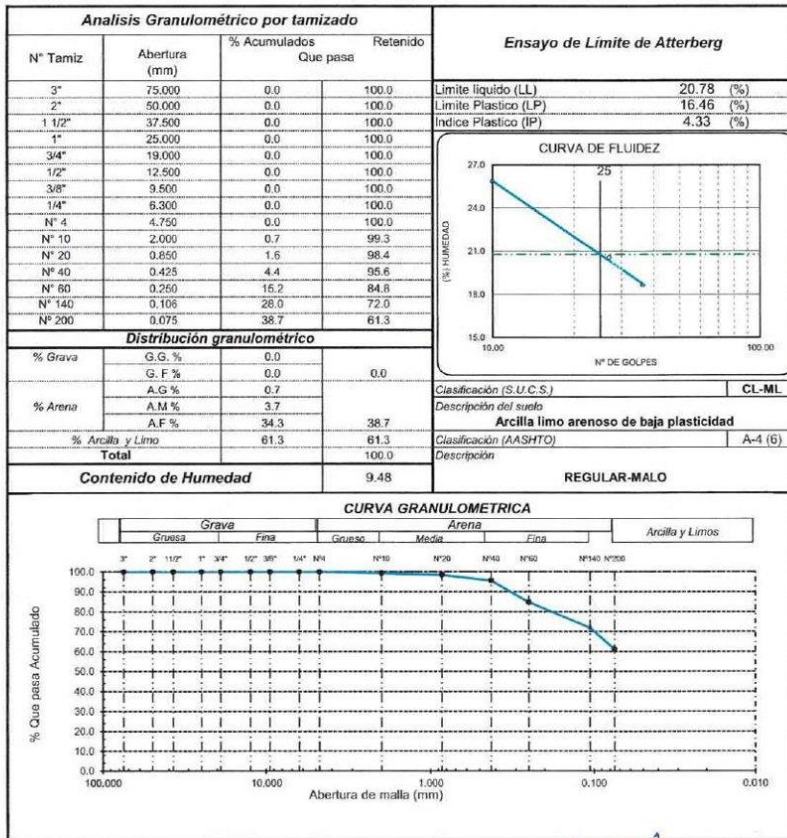 Analisis Granulométrico por tamizado
N° Tamiz Abertura (mm) % Acumulados Retenido Que pasa
3" 75.000 0.0 100.0
2" 50.000 0.0 100.0
1 1/2" 37.500 0.0 100.0
1" 25.000 0.0 100.0
3/4" 19.000 0.0 100.0
1/2" 12.500 0.0 100.0
3/8" 9.500 0.0 100.0
1/4" 6.300 0.0 100.0
N° 4 4.750 0.0 100.0
N° 10 2.000 0.7 99.3
N° 20 0.850 1.6 98.4
N° 40 0.425 4.4 95.6
N° 60 0.250 15.2 84.8
N° 140 0.106 28.0 72.0
N° 200 0.075 38.7 61.3
Distribución granulométrico
% Grava G.G. % 0.0
G. F % 0.0 0.0
A.G % 0.7
% Arena A.M % 3.7
A.F % 34.3 38.7
% Arcilla y Limo 61.3 61.3
Total 100.0
Contenido de Humedad 9.48
Ensayo de Límite de Atterberg
Limite liquido (LL) 20.78 (%)
Limite Plastico (LP) 16.46 (%)
Indice Plastico (IP) 4.33 (%)
CURVA DE FLUIDEZ
25
27.0
24.0
21.0
18.0
15.0
(%) HUMEDAD
10.00 100.00
N° DE GOLPES
Clasificación (S.U.C.S.) CL-ML
Descripción del suelo
Arcilla limo arenoso de baja plasticidad
Clasificación (AASHTO) A-4 (6)
Descripción
REGULAR-MALO
CURVA GRANULOMETRICA
Grava Arena Arcilla y Limos
Gruesa Fina Grueso Media Fina
3" 2" 11/2" 1" 3/4" 1/2" 3/8" 1/4" N°4 N°10 N°20 N°40 N°60 N°140 N°200
100.0
90.0
80.0
70.0
60.0
50.0
40.0
30.0
20.0
10.0
0.0
% Que pasa Acumulado
100.000 10.000 1.000 0.100 0.010
Abertura de malla (mm)